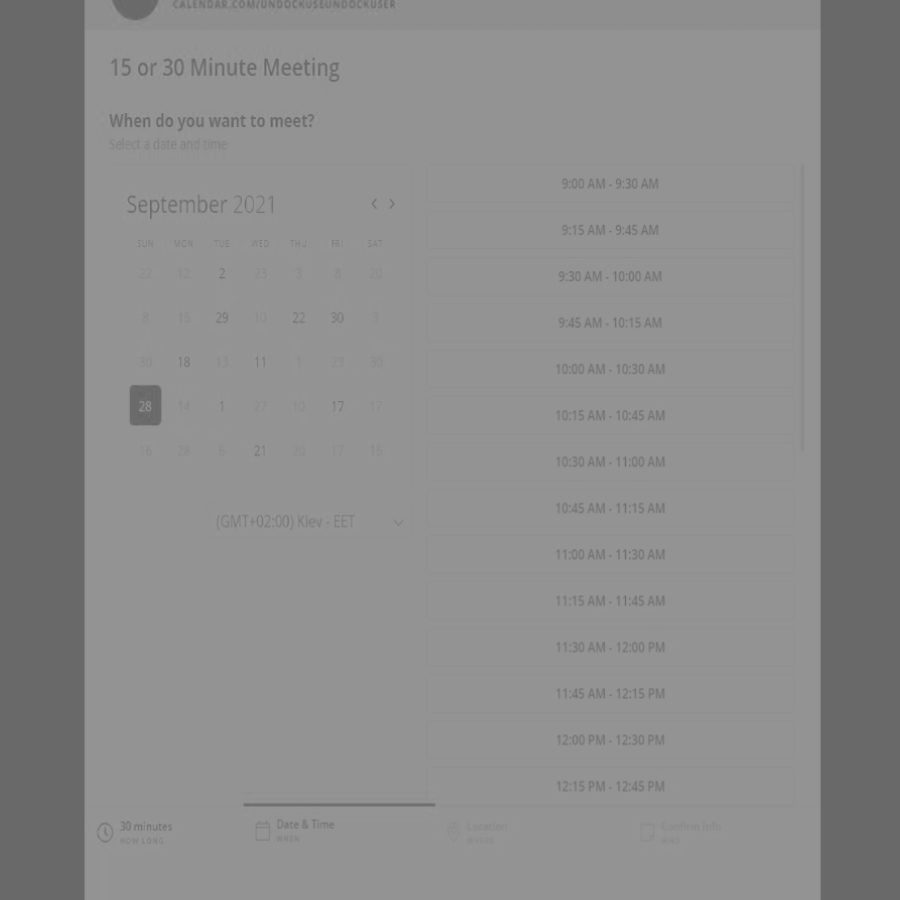 CALENDAR.COM/UNDOCKUSEUNDOCKUSER
15 or 30 Minute Meeting
When do you want to meet?
Select a date and time
September 2021
SUN MON TUE WED THU FRI SAT
22 12 2 23 3 8 20
8 15 29 10 22 30 3
30 18 13 11 1 23 30
28 14 1 22 10 17 12
16 28 6 21 20 17 15
(GMT+02:00) Kiev - EET
9:00 AM - 9:30 AM
9:15 AM - 9:45 AM
9:30 AM - 10:00 AM
9:45 AM - 10:15 AM
10:00 AM - 10:30 AM
10:15 AM - 10:45 AM
10:30 AM - 11:00 AM
10:45 AM - 11:15 AM
11:00 AM - 11:30 AM
11:15 AM - 11:45 AM
11:30 AM - 12:00 PM
11:45 AM - 12:15 PM
12:00 PM - 12:30 PM
12:15 PM - 12:45 PM
30 minutes
HOW LONG
Date & Time
WHEN
Location
WHERE
Confirm Info
WHO